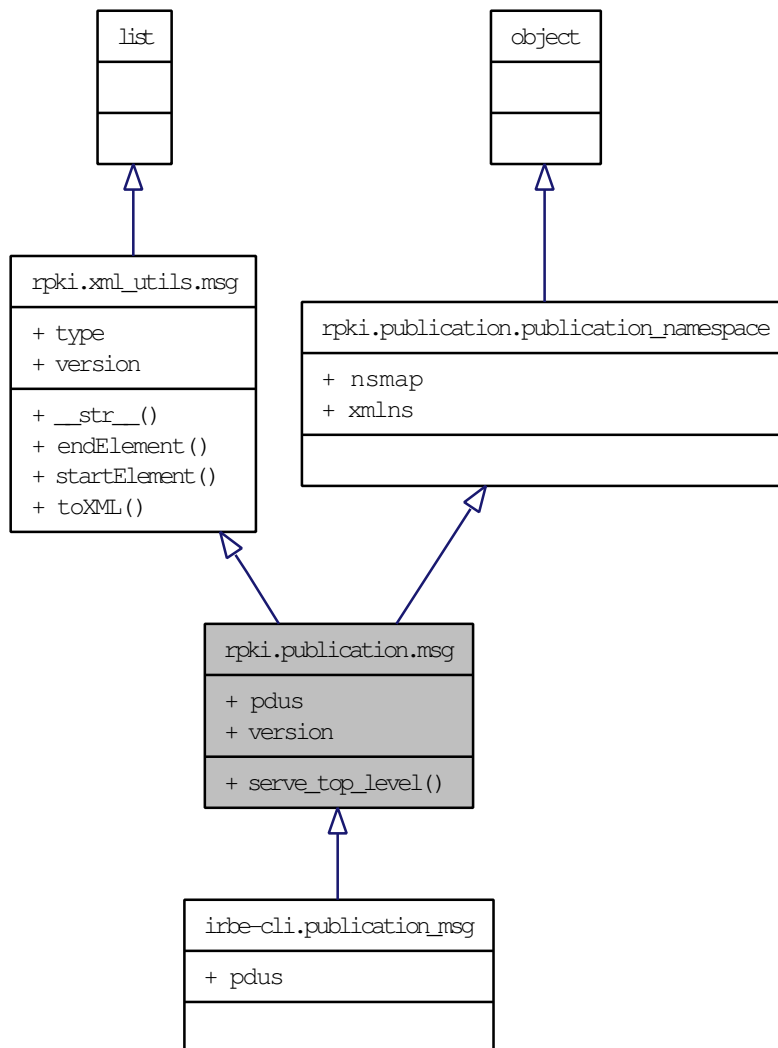 list
object
rpki.xml_utils.msg
+ type
+ version
+ __str__()
+ endElement()
+ startElement()
+ toXML()
rpki.publication.publication_namespace
+ nsmap
+ xmlns
rpki.publication.msg
+ pdus
+ version
+ serve_top_level()
irbe-cli.publication_msg
+ pdus